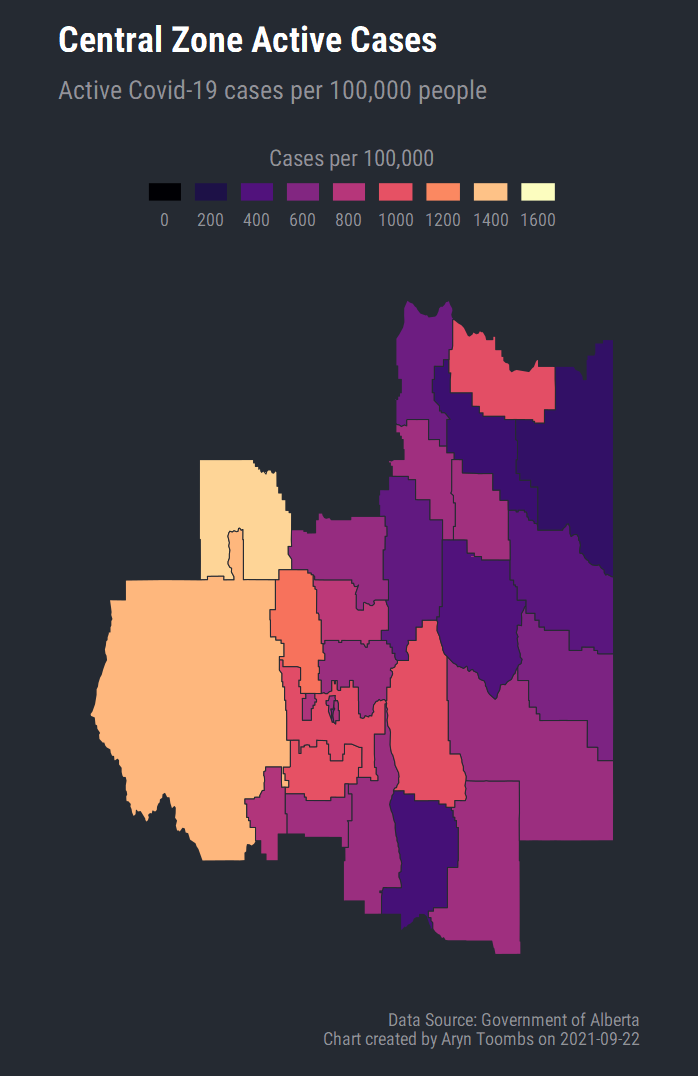 Central Zone Active Cases
Active Covid-19 cases per 100,000 people
Cases per 100,000
0 200 400 600 800 1000 1200 1400 1600
Data Source: Government of Alberta
Chart created by Aryn Toombs on 2021-09-22